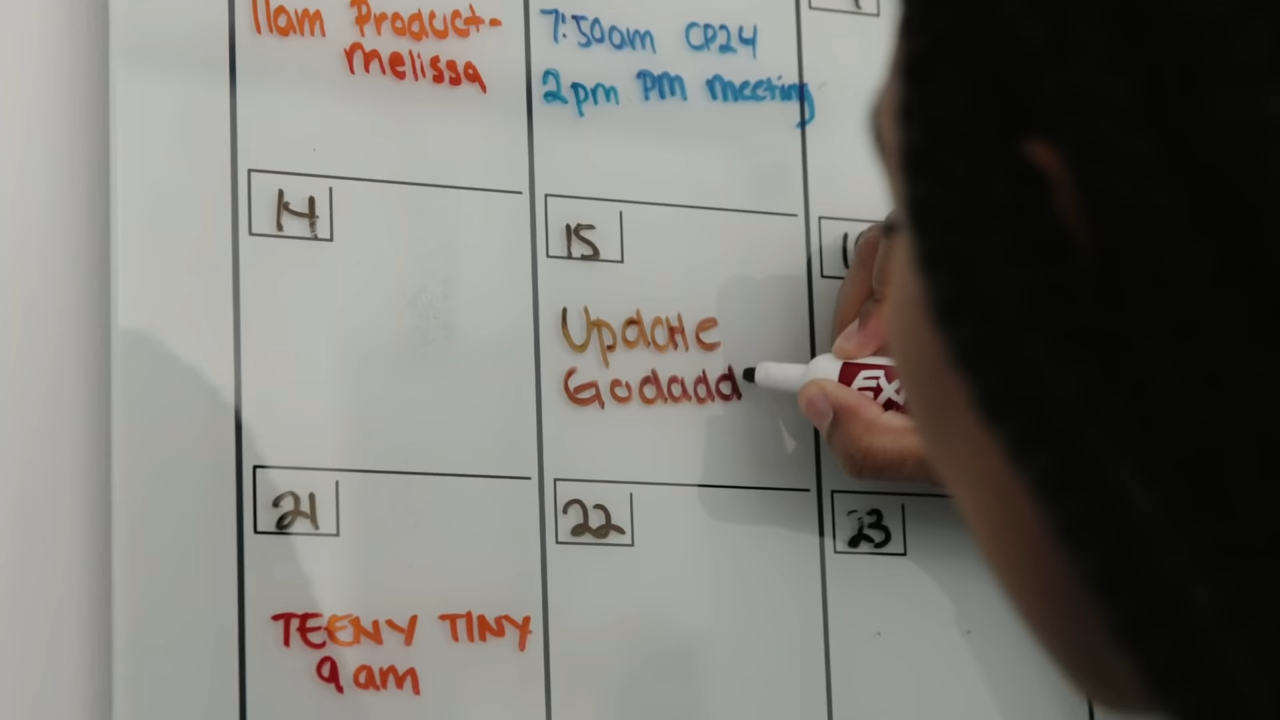 11am Product-
melissa
7:50am CP24
2pm PM meeting
14
15
Update
Godadd
EX
21
22
23
TEENY TINY
9am